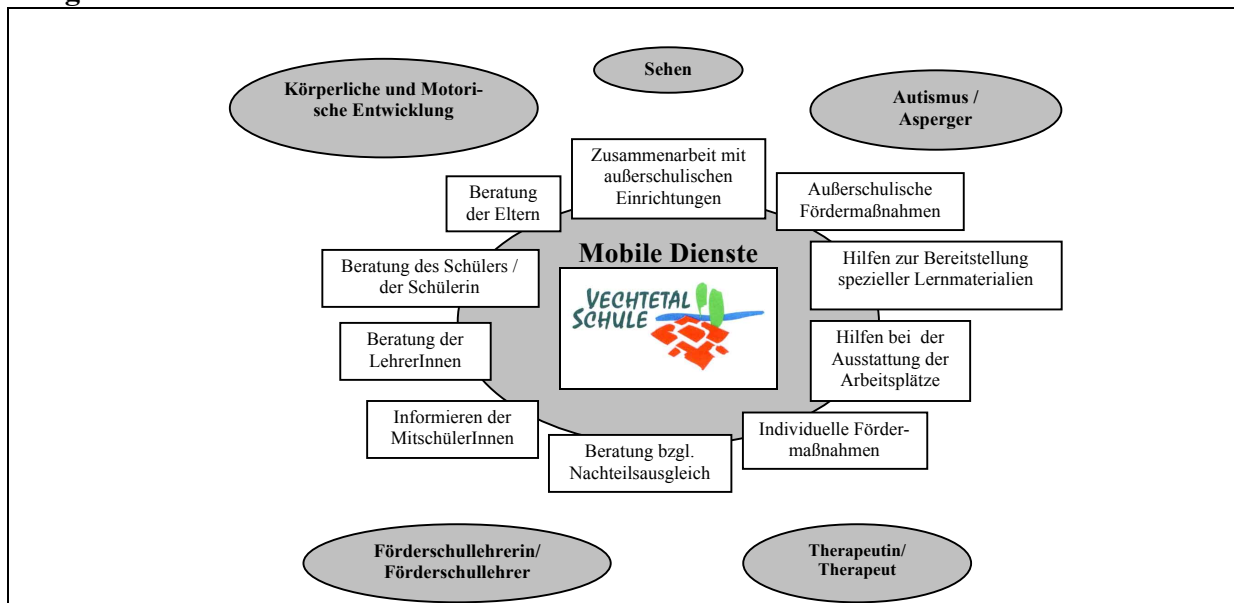 Körperliche und Motori-
sche Entwicklung
Sehen
Autismus /
Asperger
Zusammenarbeit mit
außerschulischen
Einrichtungen
Beratung
der Eltern
Außerschulische
Fördermaßnahmen
Mobile Dienste
Beratung des Schülers /
der Schülerin
Hilfen zur Bereitstellung
spezieller Lernmaterialien
VECHTETAL
SCHULE
Beratung der
LehrerInnen
Hilfen bei der
Ausstattung der
Arbeitsplätze
Informieren der
MitschülerInnen
Individuelle Förder-
maßnahmen
Beratung bzgl.
Nachteilsausgleich
Förderschullehrerin/
Förderschullehrer
Therapeutin/
Therapeut